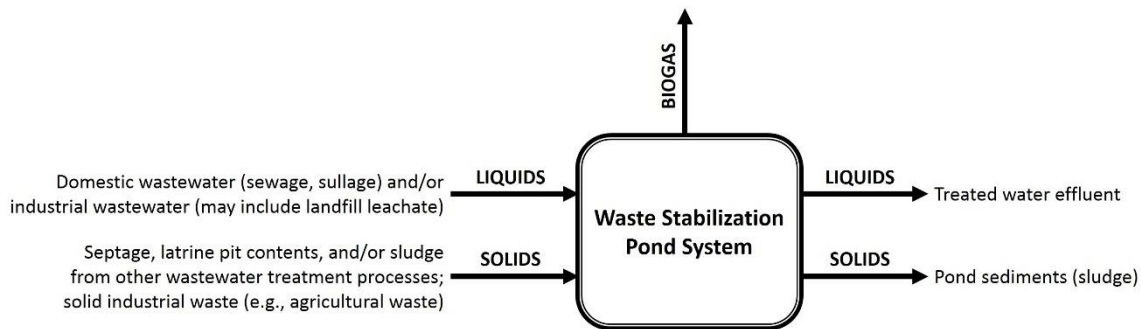 BIOGAS
LIQUIDS
Domestic wastewater (sewage, sullage) and/or
industrial wastewater (may include landfill leachate)
SOLIDS
Septage, latrine pit contents, and/or sludge
from other wastewater treatment processes;
solid industrial waste (e.g., agricultural waste)
Waste Stabilization
Pond System
LIQUIDS
Treated water effluent
SOLIDS
Pond sediments (sludge)